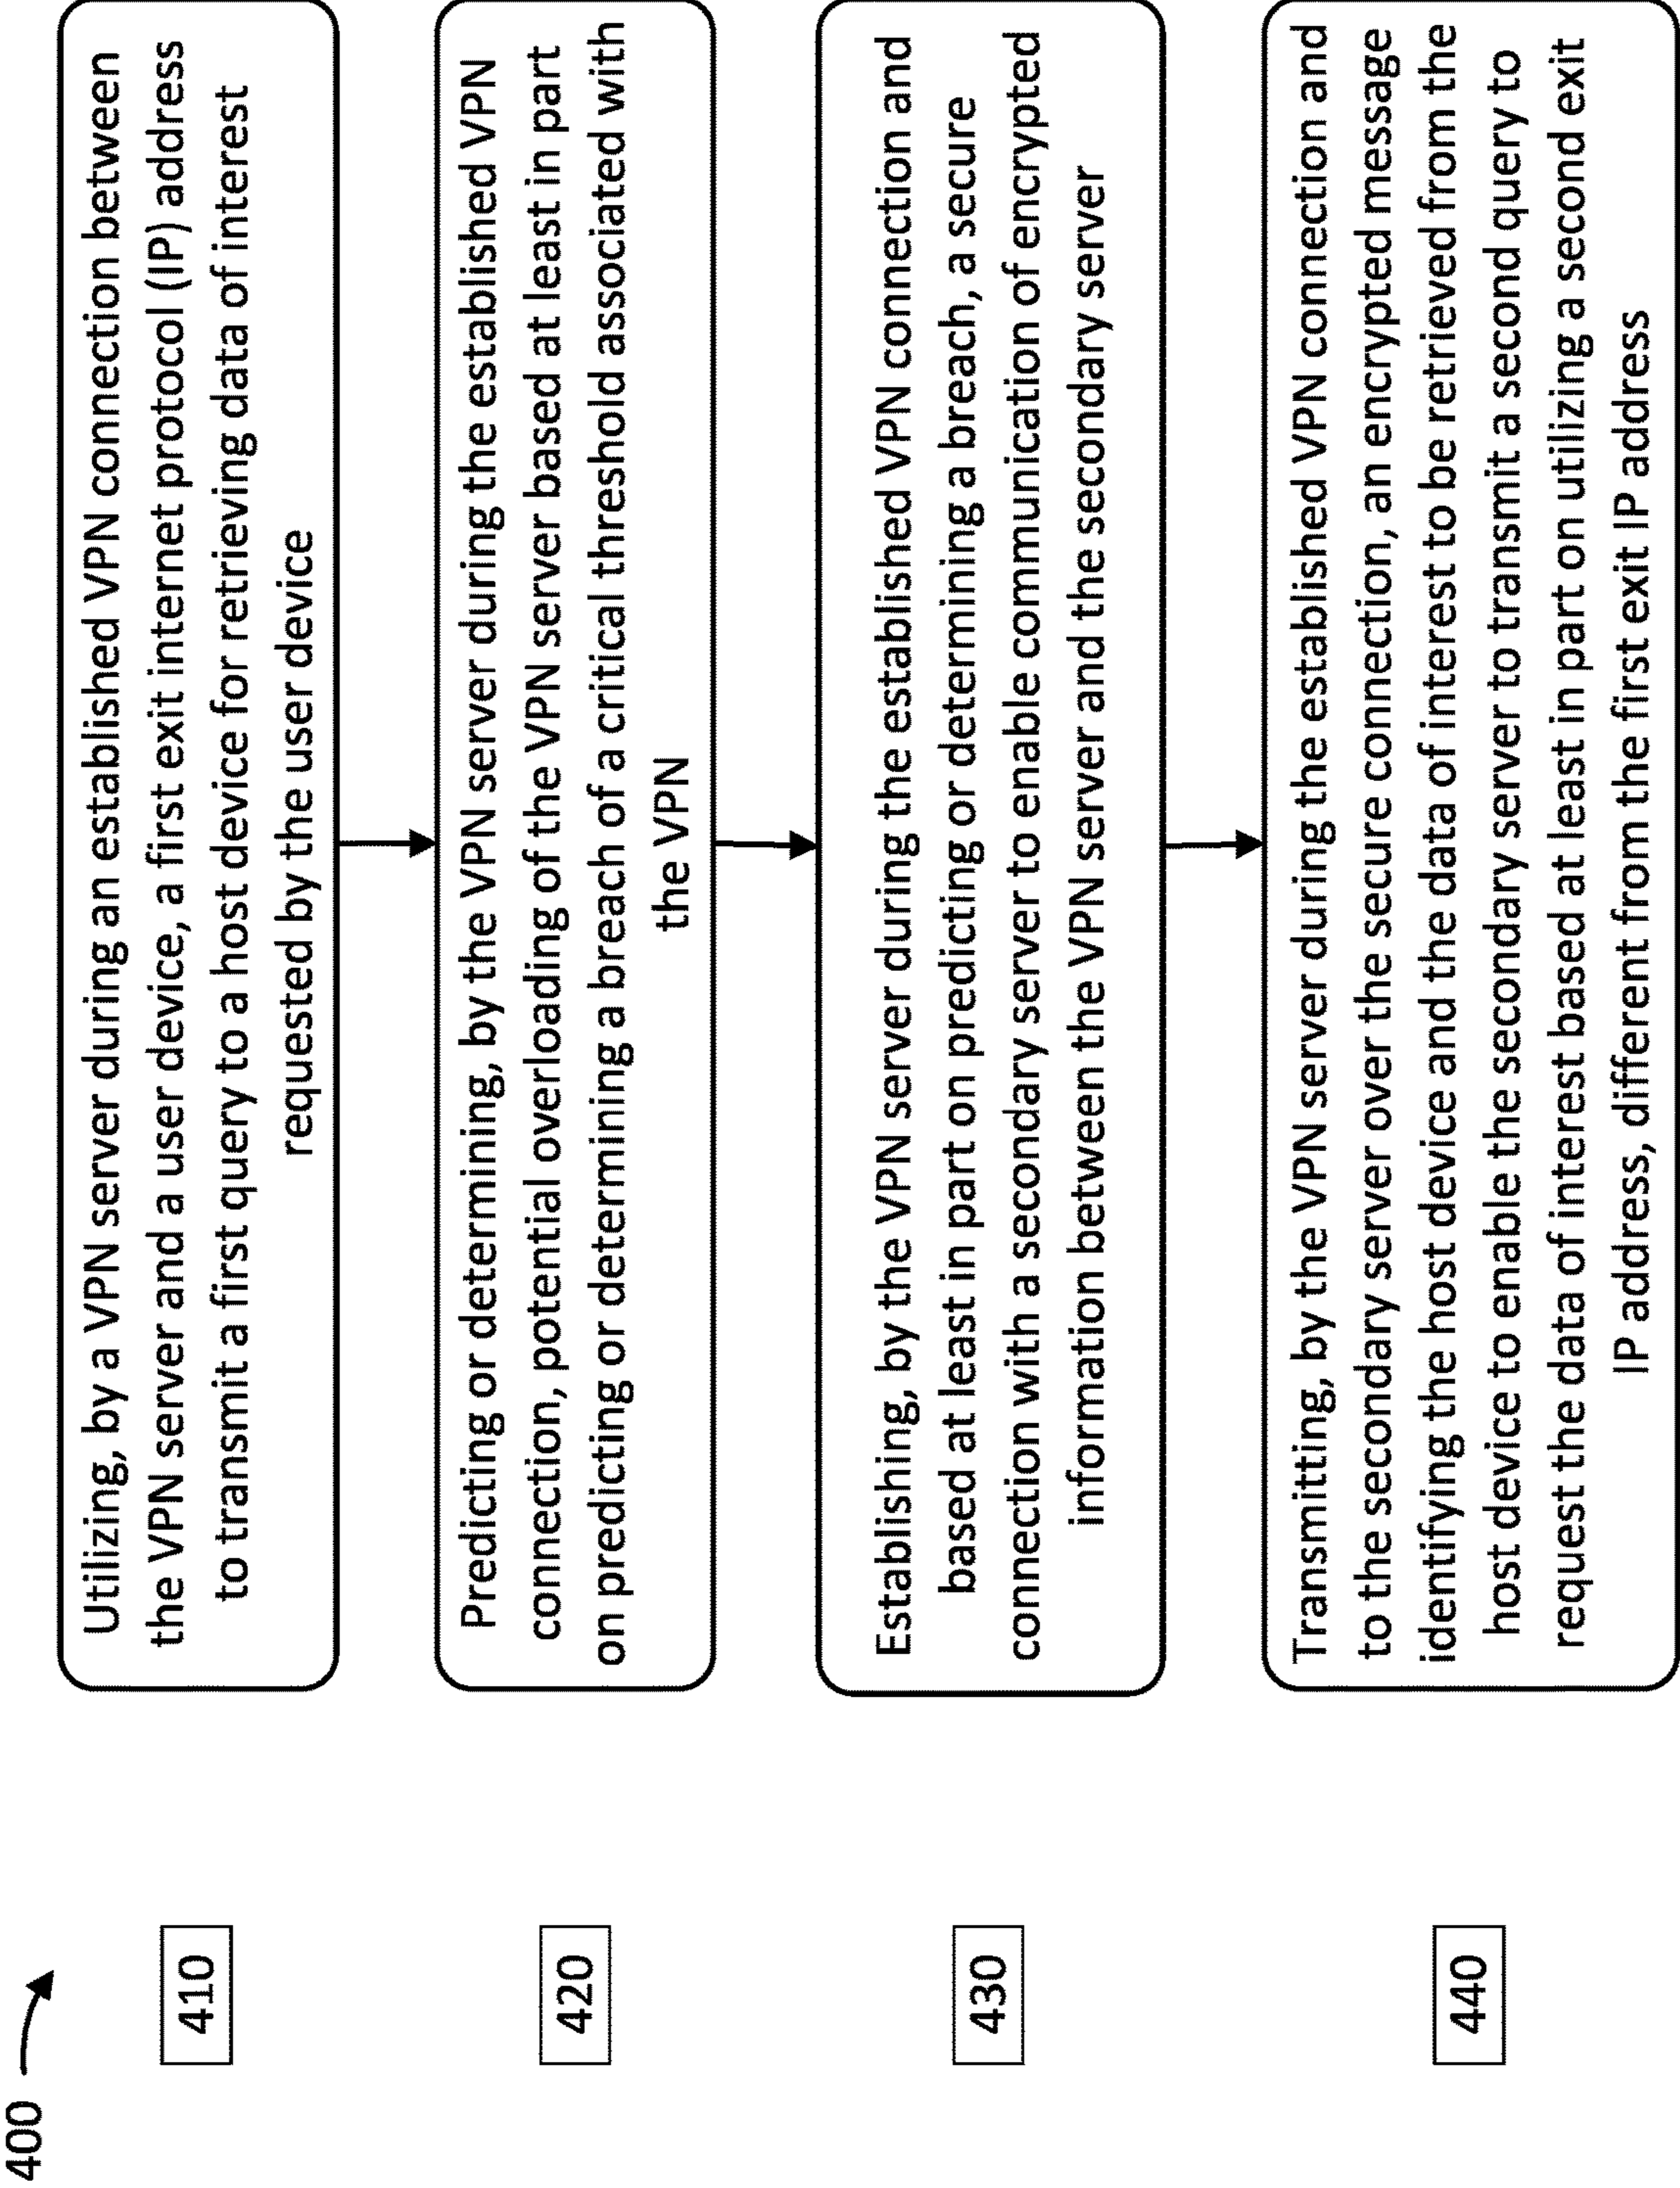 400
410
Utilizing, by a VPN server during an established VPN connection between
the VPN server and a user device, a first exit internet protocol (IP) address
to transmit a first query to a host device for retrieving data of interest
requested by the user device
420
Predicting or determining, by the VPN server during the established VPN
connection, potential overloading of the VPN server based at least in part
on predicting or determining a breach of a critical threshold associated with
the VPN
430
Establishing, by the VPN server during the established VPN connection and
based at least in part on predicting or determining a breach, a secure
connection with a secondary server to enable communication of encrypted
information between the VPN server and the secondary server
440
Transmitting, by the VPN server during the established VPN connection and
to the secondary server over the secure connection, an encrypted message
identifying the host device and the data of interest to be retrieved from the
host device to enable the secondary server to transmit a second query to
request the data of interest based at least in part on utilizing a second exit
IP address, different from the first exit IP address